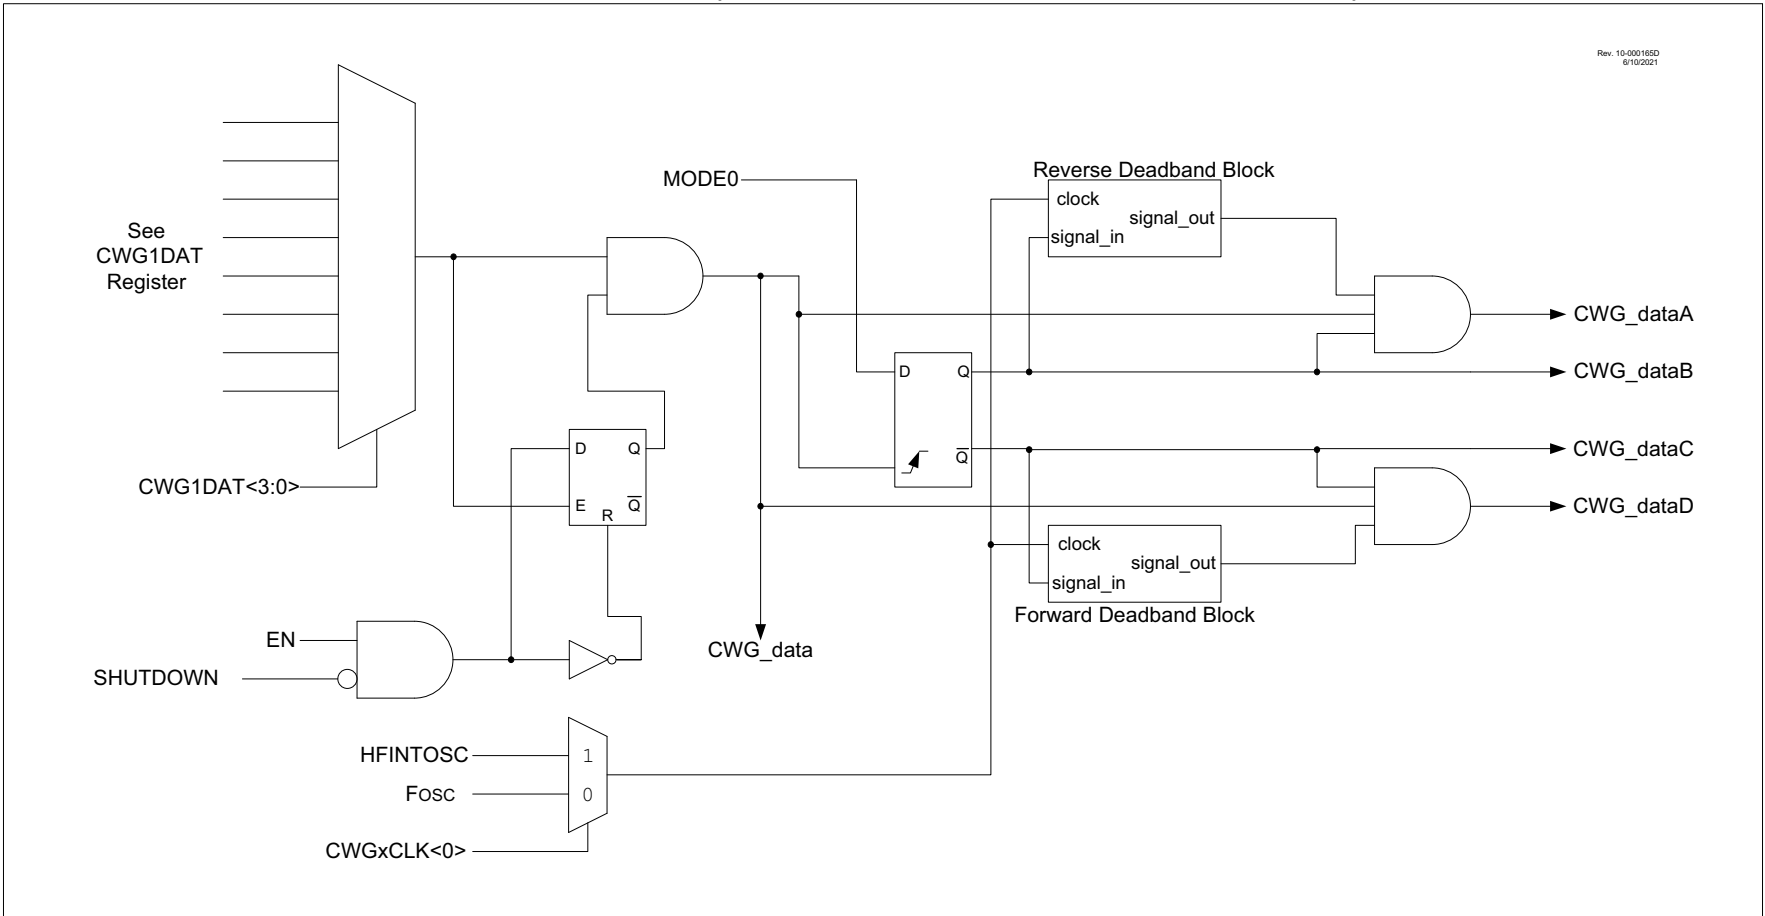 Rev. 10-000165D
6/10/2021
See
CWG1DAT
Register
CWG1DAT<3:0>
MODE0
Reverse Deadband Block
clock
signal_out
signal_in
CWG_dataA
D
Q
CWG_dataB
Q̅
CWG_dataC
D
Q
E
R
Q̅
CWG_dataD
clock
signal_out
signal_in
Forward Deadband Block
EN
SHUTDOWN
CWG_data
HFINTOSC
1
FOSC
0
CWGxCLK<0>